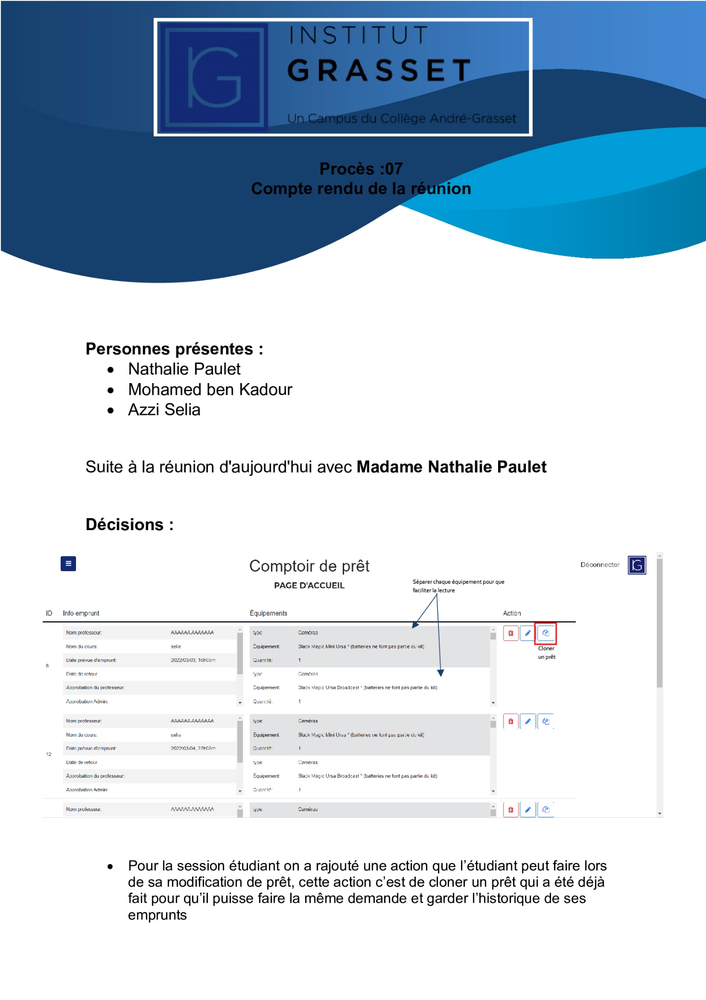 INSTITUT
GRASSET
Un Campus du Collège André-Grasset
Procès :07
Compte rendu de la réunion
Personnes présentes :
• Nathalie Paulet
• Mohamed ben Kadour
• Azzi Selia
Suite à la réunion d'aujourd'hui avec Madame Nathalie Paulet
Décisions :
Comptoir de prêt
Déconnecter
PAGE D'ACCUEIL
Séparer chaque équipement pour que
faciliter la lecture
ID Info emprunt Équipements Action
Nom professeur: AAAAAA AAAAAAA type: Caméras
Nom du cours: selia Équipement: Black Magic Mini Ursa * (batteries ne font pas partie du kit)
Cloner
un prêt
Date prévue d'emprunt: 2022/03/03, 16h08m Quantité: 1
8
Date de retour type: Caméras
Approbation du professeur: Équipement: Black Magic Ursa Broadcast * (batteries ne font pas partie du kit)
Approbation Admin: Quantité: 1
Nom professeur: AAAAAA AAAAAAA type: Caméras
Nom du cours: selia Équipement: Black Magic Mini Ursa * (batteries ne font pas partie du kit)
Date prévue d'emprunt: 2022/03/04, 22h08m Quantité: 1
12
Date de retour type: Caméras
Approbation du professeur: Équipement: Black Magic Ursa Broadcast * (batteries ne font pas partie du kit)
Approbation Admin: Quantité: 1
Nom professeur: AAAAAA AAAAAAA type: Caméras
• Pour la session étudiant on a rajouté une action que l’étudiant peut faire lors
de sa modification de prêt, cette action c’est de cloner un prêt qui a été déjà
fait pour qu’il puisse faire la même demande et garder l’historique de ses
emprunts